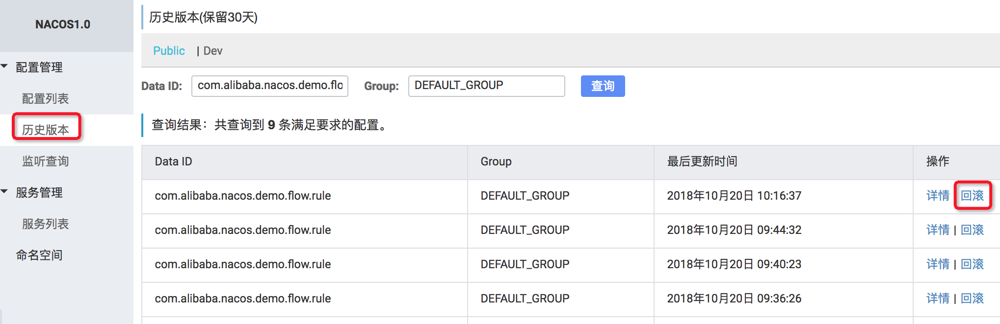 NACOS1.0
配置管理
配置列表
历史版本
监听查询
服务管理
服务列表
命名空间
历史版本(保留30天)
Public | Dev
Data ID: com.alibaba.nacos.demo.flo Group: DEFAULT_GROUP 查询
查询结果：共查询到 9 条满足要求的配置。
Data ID Group 最后更新时间 操作
com.alibaba.nacos.demo.flow.rule DEFAULT_GROUP 2018年10月20日 10:16:37 详情 回滚
com.alibaba.nacos.demo.flow.rule DEFAULT_GROUP 2018年10月20日 09:44:32 详情 | 回滚
com.alibaba.nacos.demo.flow.rule DEFAULT_GROUP 2018年10月20日 09:40:23 详情 | 回滚
com.alibaba.nacos.demo.flow.rule DEFAULT_GROUP 2018年10月20日 09:36:26 详情 | 回滚